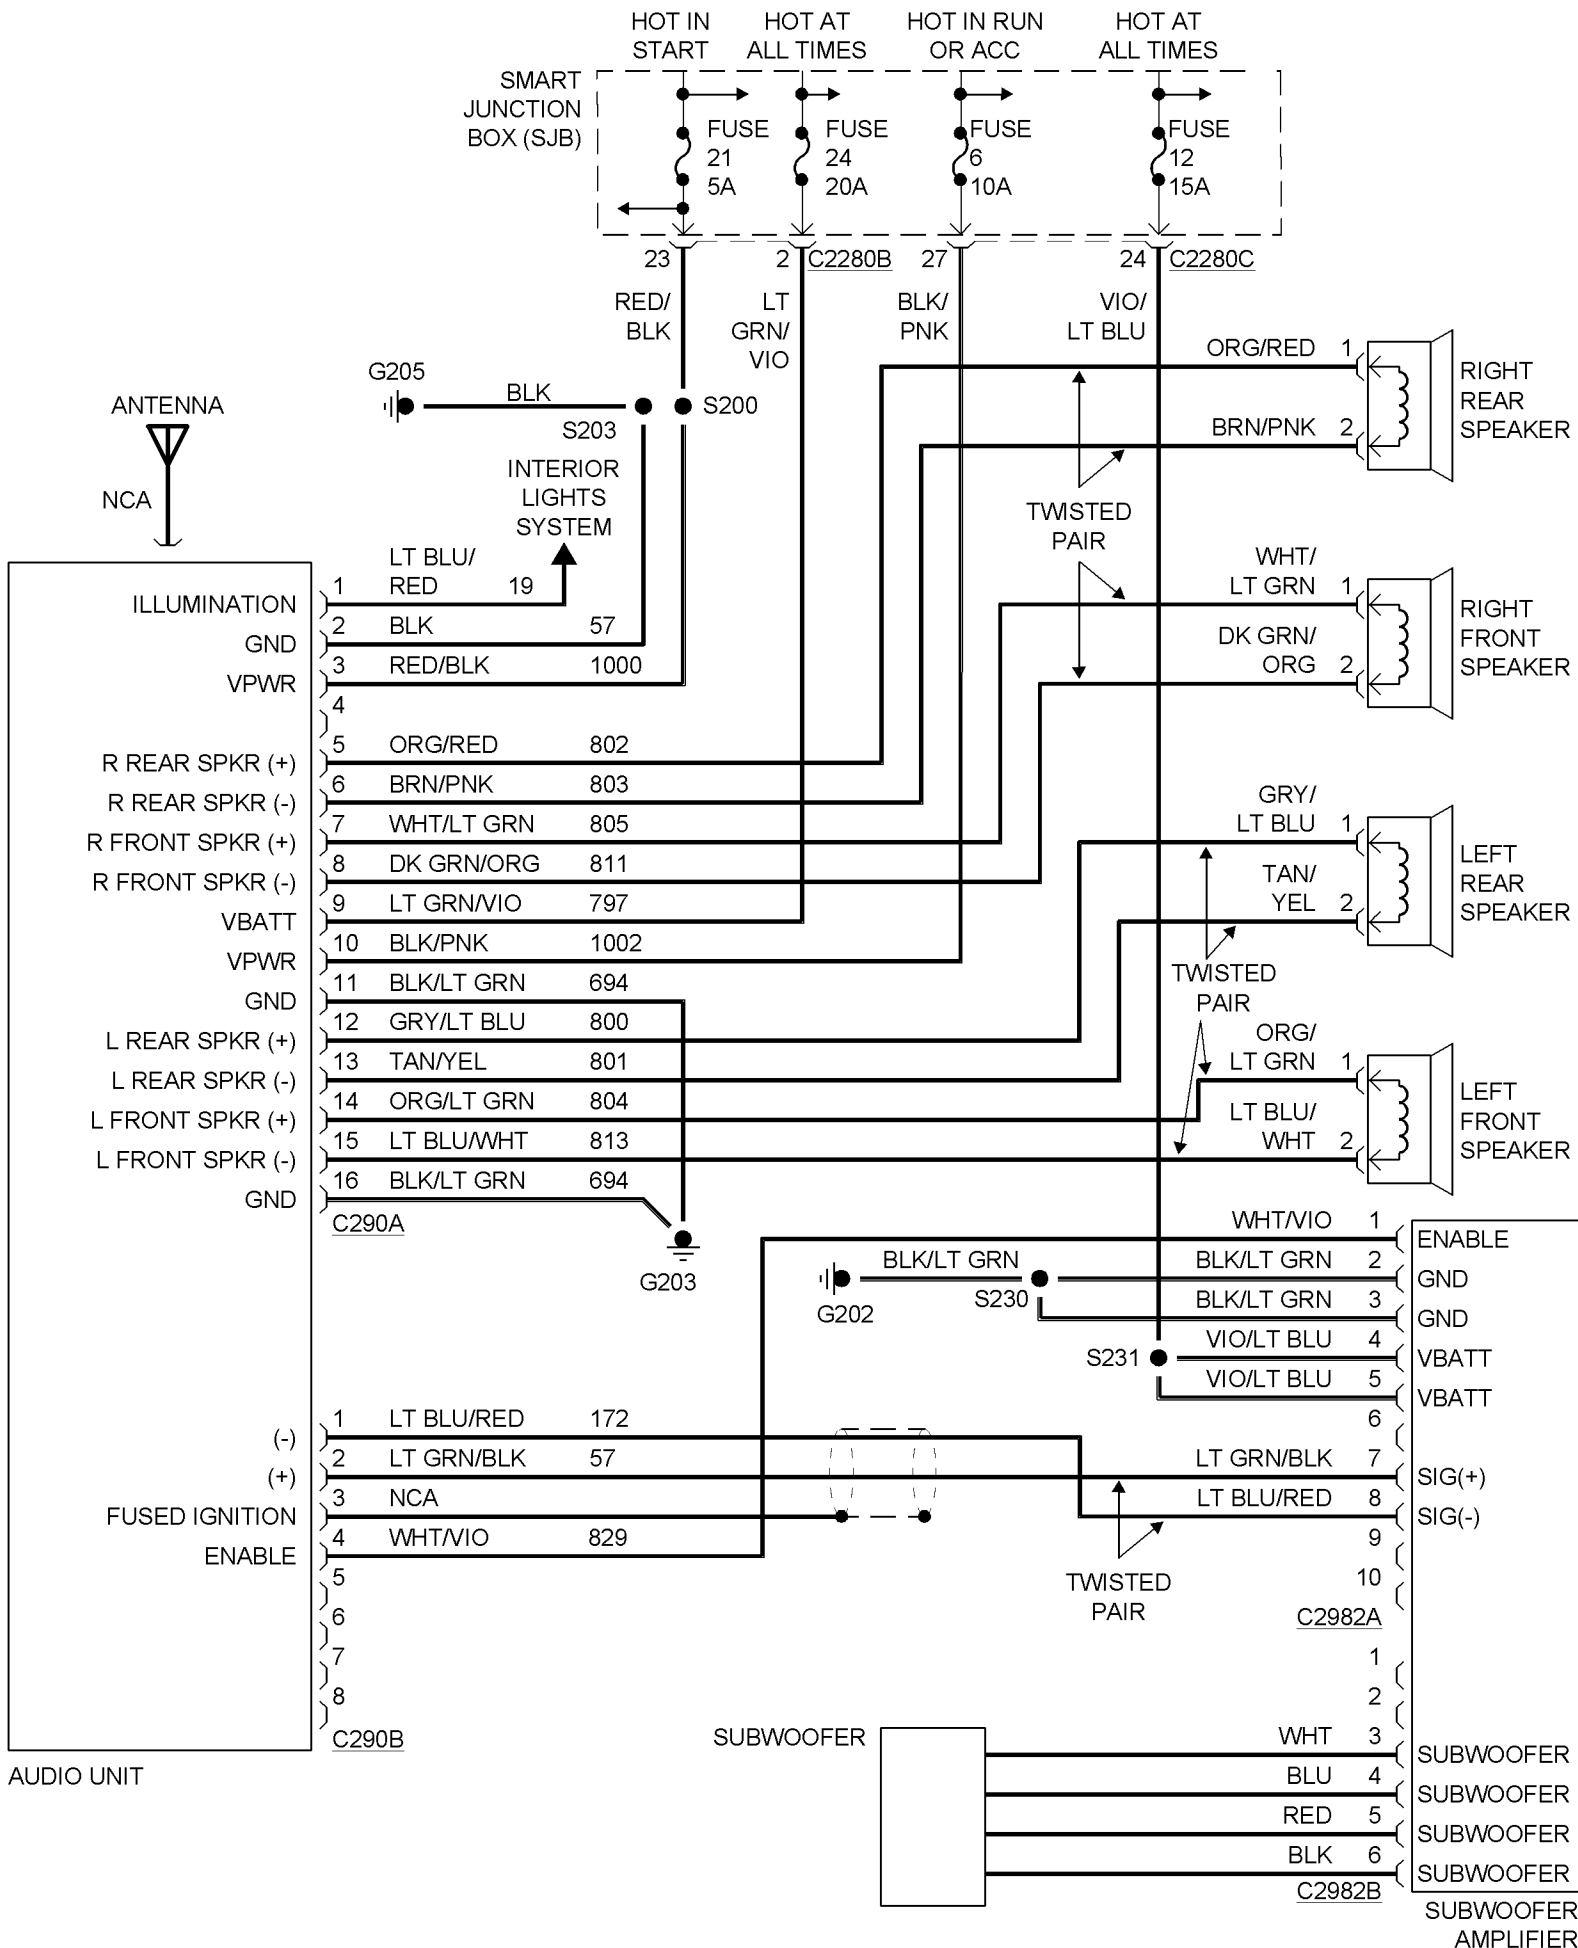 HOT IN
START
HOT AT
ALL TIMES
HOT IN RUN
OR ACC
HOT AT
ALL TIMES
SMART
JUNCTION
BOX (SJB)
FUSE
21
5A
FUSE
24
20A
FUSE
6
10A
FUSE
12
15A
23
2
C2280B
27
24
C2280C
RED/
BLK
LT
GRN/
VIO
BLK/
PNK
VIO/
LT BLU
ORG/RED 1
BRN/PNK 2
RIGHT
REAR
SPEAKER
G205
BLK
S203
S200
ANTENNA
NCA
INTERIOR
LIGHTS
SYSTEM
TWISTED
PAIR
WHT/
LT GRN 1
DK GRN/
ORG 2
RIGHT
FRONT
SPEAKER
GRY/
LT BLU 1
TAN/
YEL 2
LEFT
REAR
SPEAKER
TWISTED
PAIR
ORG/
LT GRN 1
LT BLU/
WHT 2
LEFT
FRONT
SPEAKER
LT BLU/
ILLUMINATION 1 RED 19
GND 2 BLK 57
VPWR 3 RED/BLK 1000
4
R REAR SPKR (+) 5 ORG/RED 802
R REAR SPKR (-) 6 BRN/PNK 803
R FRONT SPKR (+) 7 WHT/LT GRN 805
R FRONT SPKR (-) 8 DK GRN/ORG 811
VBATT 9 LT GRN/VIO 797
VPWR 10 BLK/PNK 1002
GND 11 BLK/LT GRN 694
L REAR SPKR (+) 12 GRY/LT BLU 800
L REAR SPKR (-) 13 TAN/YEL 801
L FRONT SPKR (+) 14 ORG/LT GRN 804
L FRONT SPKR (-) 15 LT BLU/WHT 813
GND 16 BLK/LT GRN 694
C290A
G203
WHT/VIO 1 ENABLE
G202
BLK/LT GRN
S230
BLK/LT GRN 2 GND
BLK/LT GRN 3 GND
S231
VIO/LT BLU 4 VBATT
VIO/LT BLU 5 VBATT
6
LT GRN/BLK 7 SIG(+)
LT BLU/RED 8 SIG(-)
9
10
C2982A
TWISTED
PAIR
(-) 1 LT BLU/RED 172
(+) 2 LT GRN/BLK 57
FUSED IGNITION 3 NCA
ENABLE 4 WHT/VIO 829
5
6
7
8
C290B
AUDIO UNIT
1
2
SUBWOOFER
WHT 3 SUBWOOFER
BLU 4 SUBWOOFER
RED 5 SUBWOOFER
BLK 6 SUBWOOFER
C2982B
SUBWOOFER
AMPLIFIER